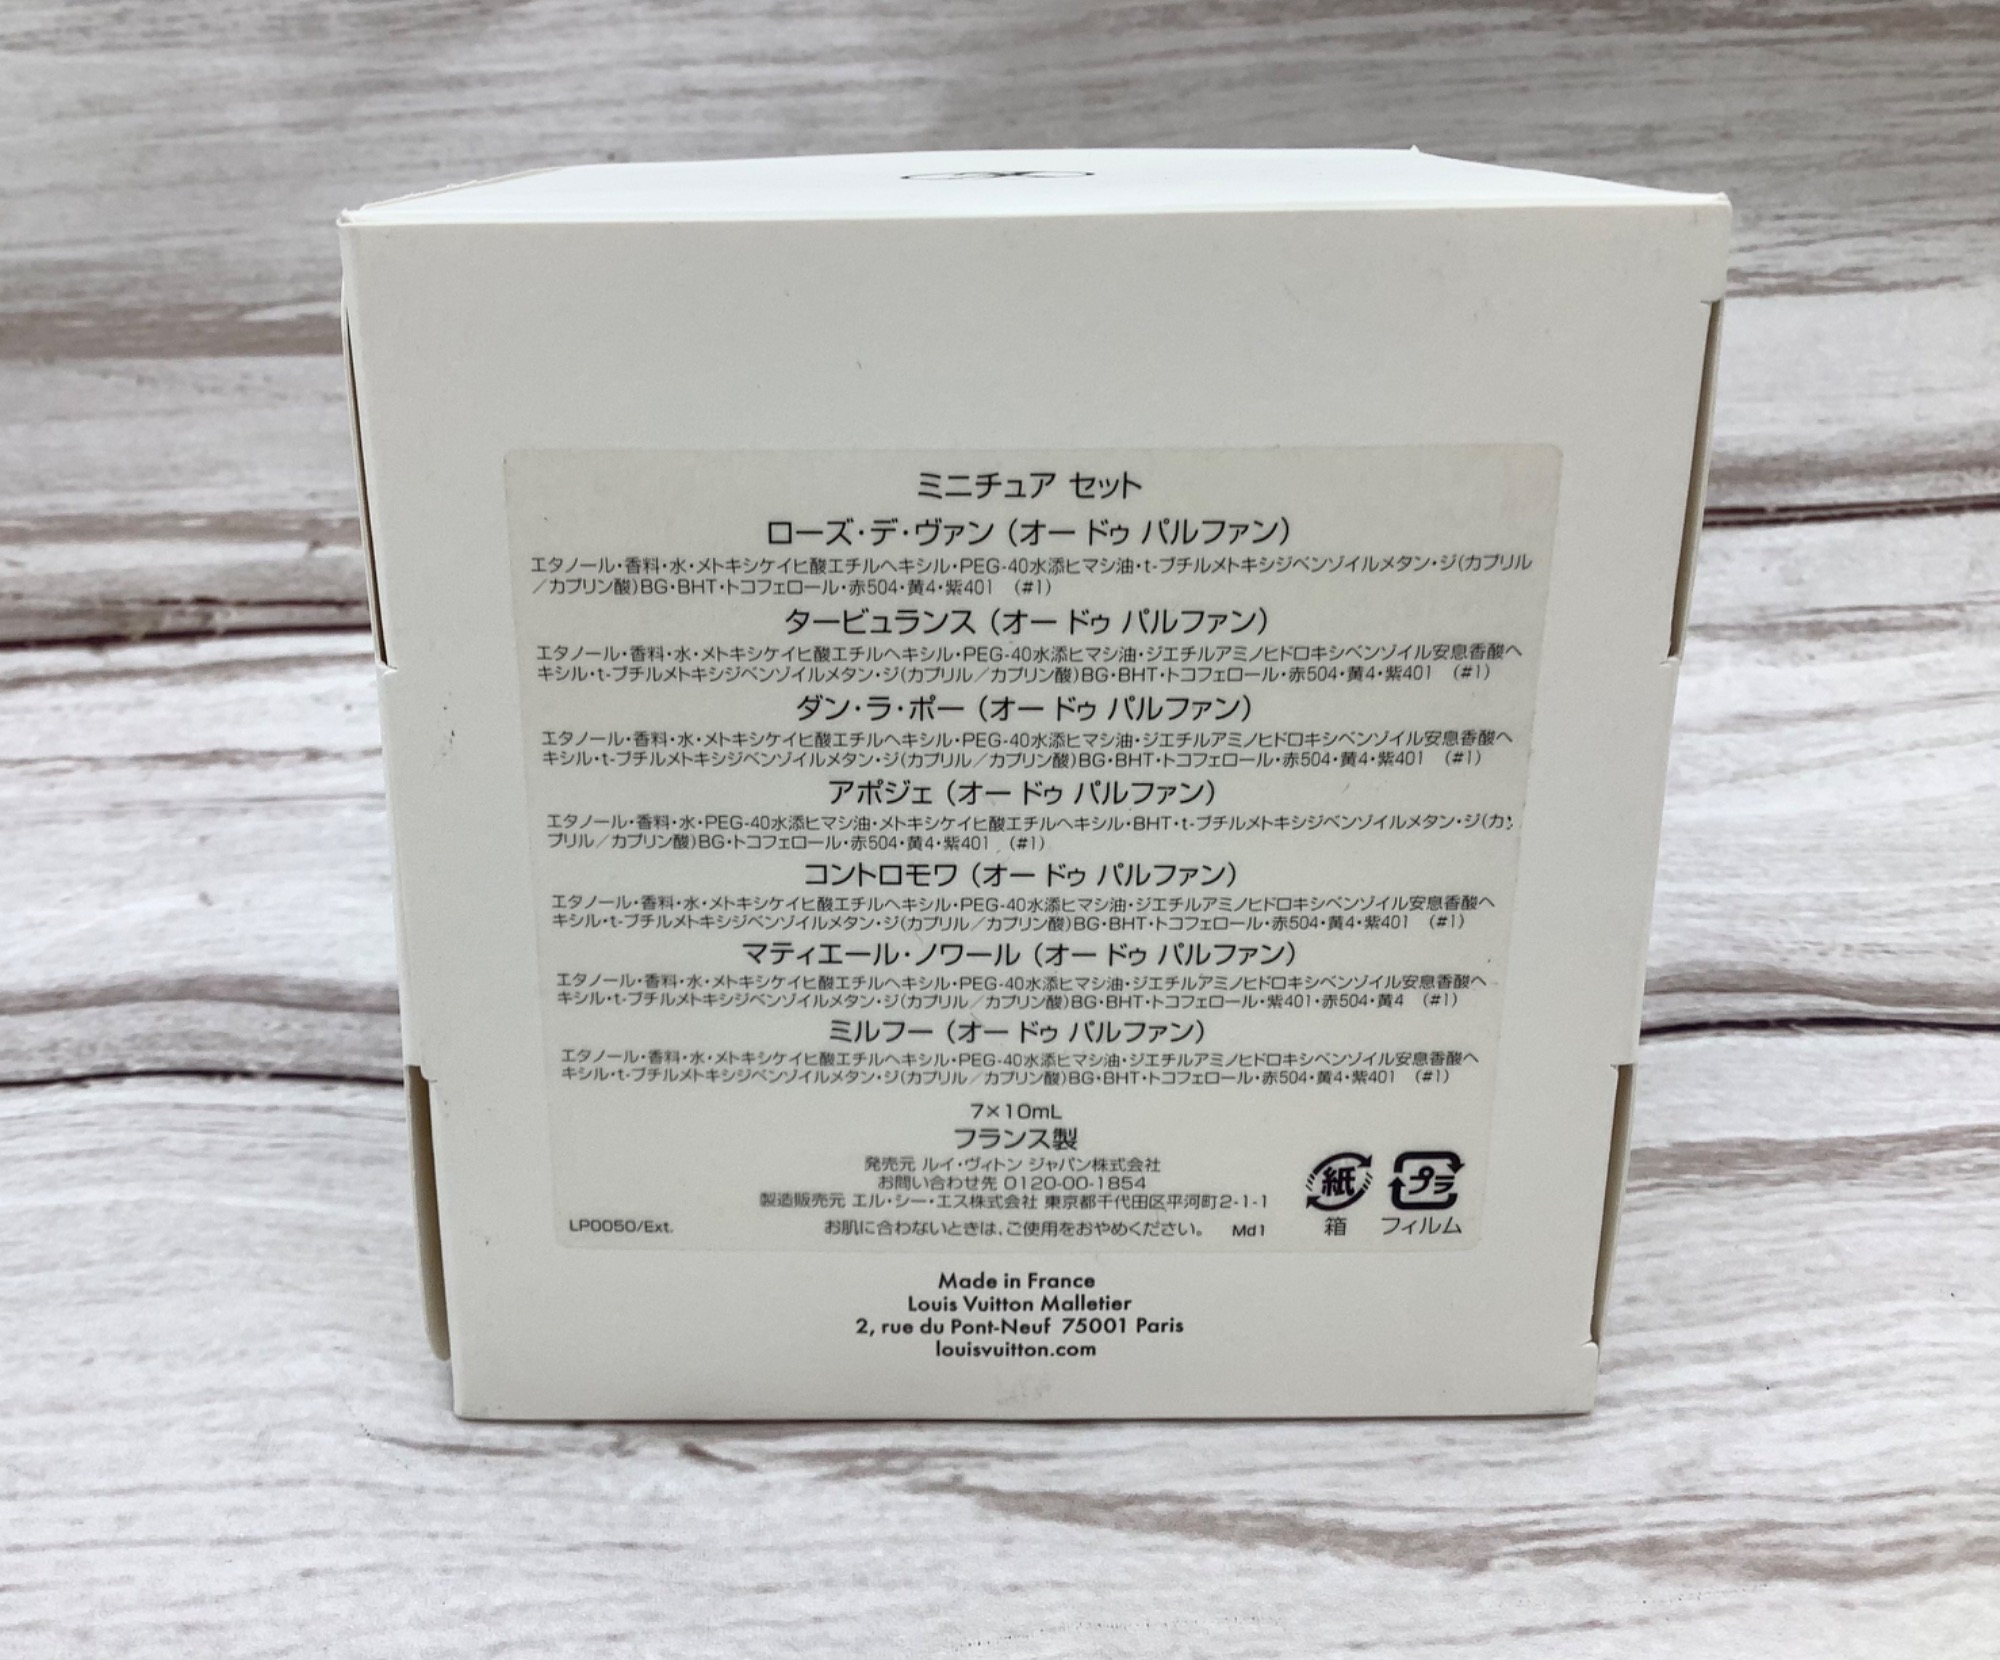 ミニチュア セット
ローズ・デ・ヴァン（オー ドゥ パルファン）
エタノール・香料・水・メトキシケイヒ酸エチルヘキシル・PEG-40水添ヒマシ油・t-ブチルメトキシジベンゾイルメタン・ジ(カプリル
／カプリン酸)BG・BHT・トコフェロール・赤504・黄4・紫401 (#1)
タービュランス（オー ドゥ パルファン）
エタノール・香料・水・メトキシケイヒ酸エチルヘキシル・PEG-40水添ヒマシ油・ジエチルアミノヒドロキシベンゾイル安息香酸ヘ
キシル・t-ブチルメトキシジベンゾイルメタン・ジ(カプリル／カプリン酸)BG・BHT・トコフェロール・赤504・黄4・紫401 (#1)
ダン・ラ・ポー（オー ドゥ パルファン）
エタノール・香料・水・メトキシケイヒ酸エチルヘキシル・PEG-40水添ヒマシ油・ジエチルアミノヒドロキシベンゾイル安息香酸ヘ
キシル・t-ブチルメトキシジベンゾイルメタン・ジ(カプリル／カプリン酸)BG・BHT・トコフェロール・赤504・黄4・紫401 (#1)
アポジェ（オー ドゥ パルファン）
エタノール・香料・水・PEG-40水添ヒマシ油・メトキシケイヒ酸エチルヘキシル・BHT・t-ブチルメトキシジベンゾイルメタン・ジ(カ
プリル／カプリン酸)BG・トコフェロール・赤504・黄4・紫401 (#1)
コントロモワ（オー ドゥ パルファン）
エタノール・香料・水・メトキシケイヒ酸エチルヘキシル・PEG-40水添ヒマシ油・ジエチルアミノヒドロキシベンゾイル安息香酸ヘ
キシル・t-ブチルメトキシジベンゾイルメタン・ジ(カプリル／カプリン酸)BG・BHT・トコフェロール・赤504・黄4・紫401 (#1)
マティエール・ノワール（オー ドゥ パルファン）
エタノール・香料・水・メトキシケイヒ酸エチルヘキシル・PEG-40水添ヒマシ油・ジエチルアミノヒドロキシベンゾイル安息香酸ヘ
キシル・t-ブチルメトキシジベンゾイルメタン・ジ(カプリル／カプリン酸)BG・BHT・トコフェロール・紫401・赤504・黄4 (#1)
ミルフー（オー ドゥ パルファン）
エタノール・香料・水・メトキシケイヒ酸エチルヘキシル・PEG-40水添ヒマシ油・ジエチルアミノヒドロキシベンゾイル安息香酸ヘ
キシル・t-ブチルメトキシジベンゾイルメタン・ジ(カプリル／カプリン酸)BG・BHT・トコフェロール・赤504・黄4・紫401 (#1)
7×10mL
フランス製
発売元 ルイ・ヴィトン ジャパン株式会社
お問い合わせ先 0120-00-1854
製造販売元 エル・シー・エス株式会社 東京都千代田区平河町2-1-1
LP0050/Ext. お肌に合わないときは、ご使用をおやめください。 Md1
紙 プラ
箱 フィルム
Made in France
Louis Vuitton Malletier
2, rue du Pont-Neuf 75001 Paris
louisvuitton.com